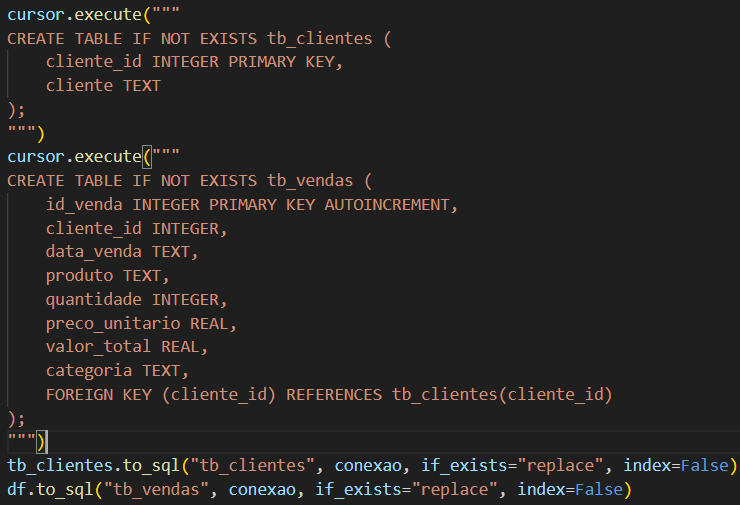 cursor.execute("""
CREATE TABLE IF NOT EXISTS tb_clientes (
    cliente_id INTEGER PRIMARY KEY,
    cliente TEXT
);
""")
cursor.execute("""
CREATE TABLE IF NOT EXISTS tb_vendas (
    id_venda INTEGER PRIMARY KEY AUTOINCREMENT,
    cliente_id INTEGER,
    data_venda TEXT,
    produto TEXT,
    quantidade INTEGER,
    preco_unitario REAL,
    valor_total REAL,
    categoria TEXT,
    FOREIGN KEY (cliente_id) REFERENCES tb_clientes(cliente_id)
);
""")
tb_clientes.to_sql("tb_clientes", conexao, if_exists="replace", index=False)
df.to_sql("tb_vendas", conexao, if_exists="replace", index=False)